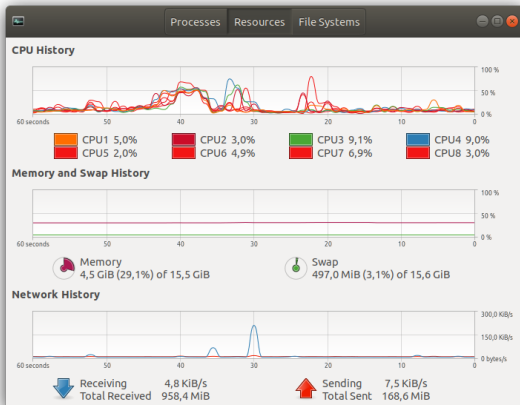 Processes Resources File Systems
CPU History
100 %
50 %
0 %
60 seconds 50 40 30 20 10 0
CPU1 5,0% CPU2 3,0% CPU3 9,1% CPU4 9,0%
CPU5 2,0% CPU6 4,9% CPU7 6,9% CPU8 3,0%
Memory and Swap History
100 %
50 %
0 %
60 seconds 50 40 30 20 10 0
Memory Swap
4,5 GiB (29,1%) of 15,5 GiB 497,0 MiB (3,1%) of 15,6 GiB
Network History
300,0 KiB/s
150,0 KiB/s
0 bytes/s
60 seconds 50 40 30 20 10 0
Receiving 4,8 KiB/s Sending 7,5 KiB/s
Total Received 958,4 MiB Total Sent 168,6 MiB